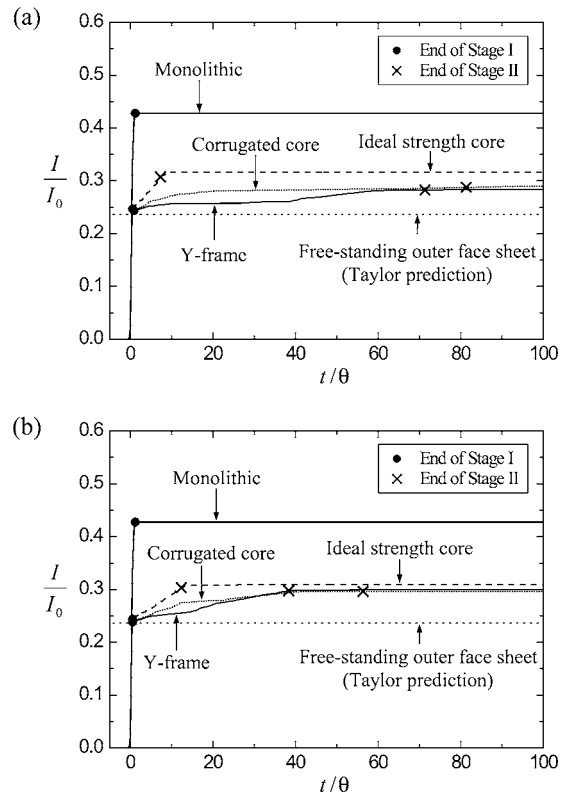 (a)
0.6
0.5
0.4
0.3
0.2
0.1
0.0
I
I0
End of Stage I
End of Stage II
Monolithic
Corrugated core
Ideal strength core
Y-frame
Free-standing outer face sheet
(Taylor prediction)
0 20 40 60 80 100
t/θ
(b)
0.6
0.5
0.4
0.3
0.2
0.1
0.0
I
I0
End of Stage I
End of Stage II
Monolithic
Corrugated core
Ideal strength core
Y-frame
Free-standing outer face sheet
(Taylor prediction)
0 20 40 60 80 100
t/θ